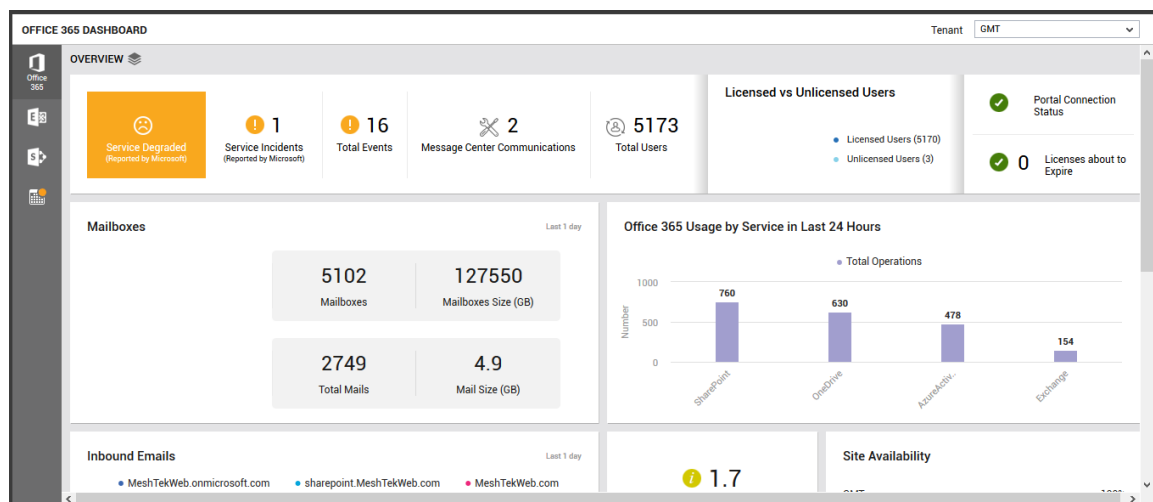 OFFICE 365 DASHBOARD
Tenant GMT
OVERVIEW
Office
365
Service Degraded
(Reported by Microsoft)
1
Service Incidents
(Reported by Microsoft)
16
Total Events
2
Message Center Communications
5173
Total Users
Licensed vs Unlicensed Users
Licensed Users (5170)
Unlicensed Users (3)
Portal Connection
Status
0 Licenses about to
Expire
Mailboxes
Last 1 day
5102
Mailboxes
127550
Mailboxes Size (GB)
2749
Total Mails
4.9
Mail Size (GB)
Office 365 Usage by Service in Last 24 Hours
Total Operations
Number
1000
500
0
760
630
478
154
SharePoint
OneDrive
AzureActiv..
Exchange
Inbound Emails
Last 1 day
MeshTekWeb.onmicrosoft.com
sharepoint.MeshTekWeb.com
MeshTekWeb.com
1.7
Site Availability